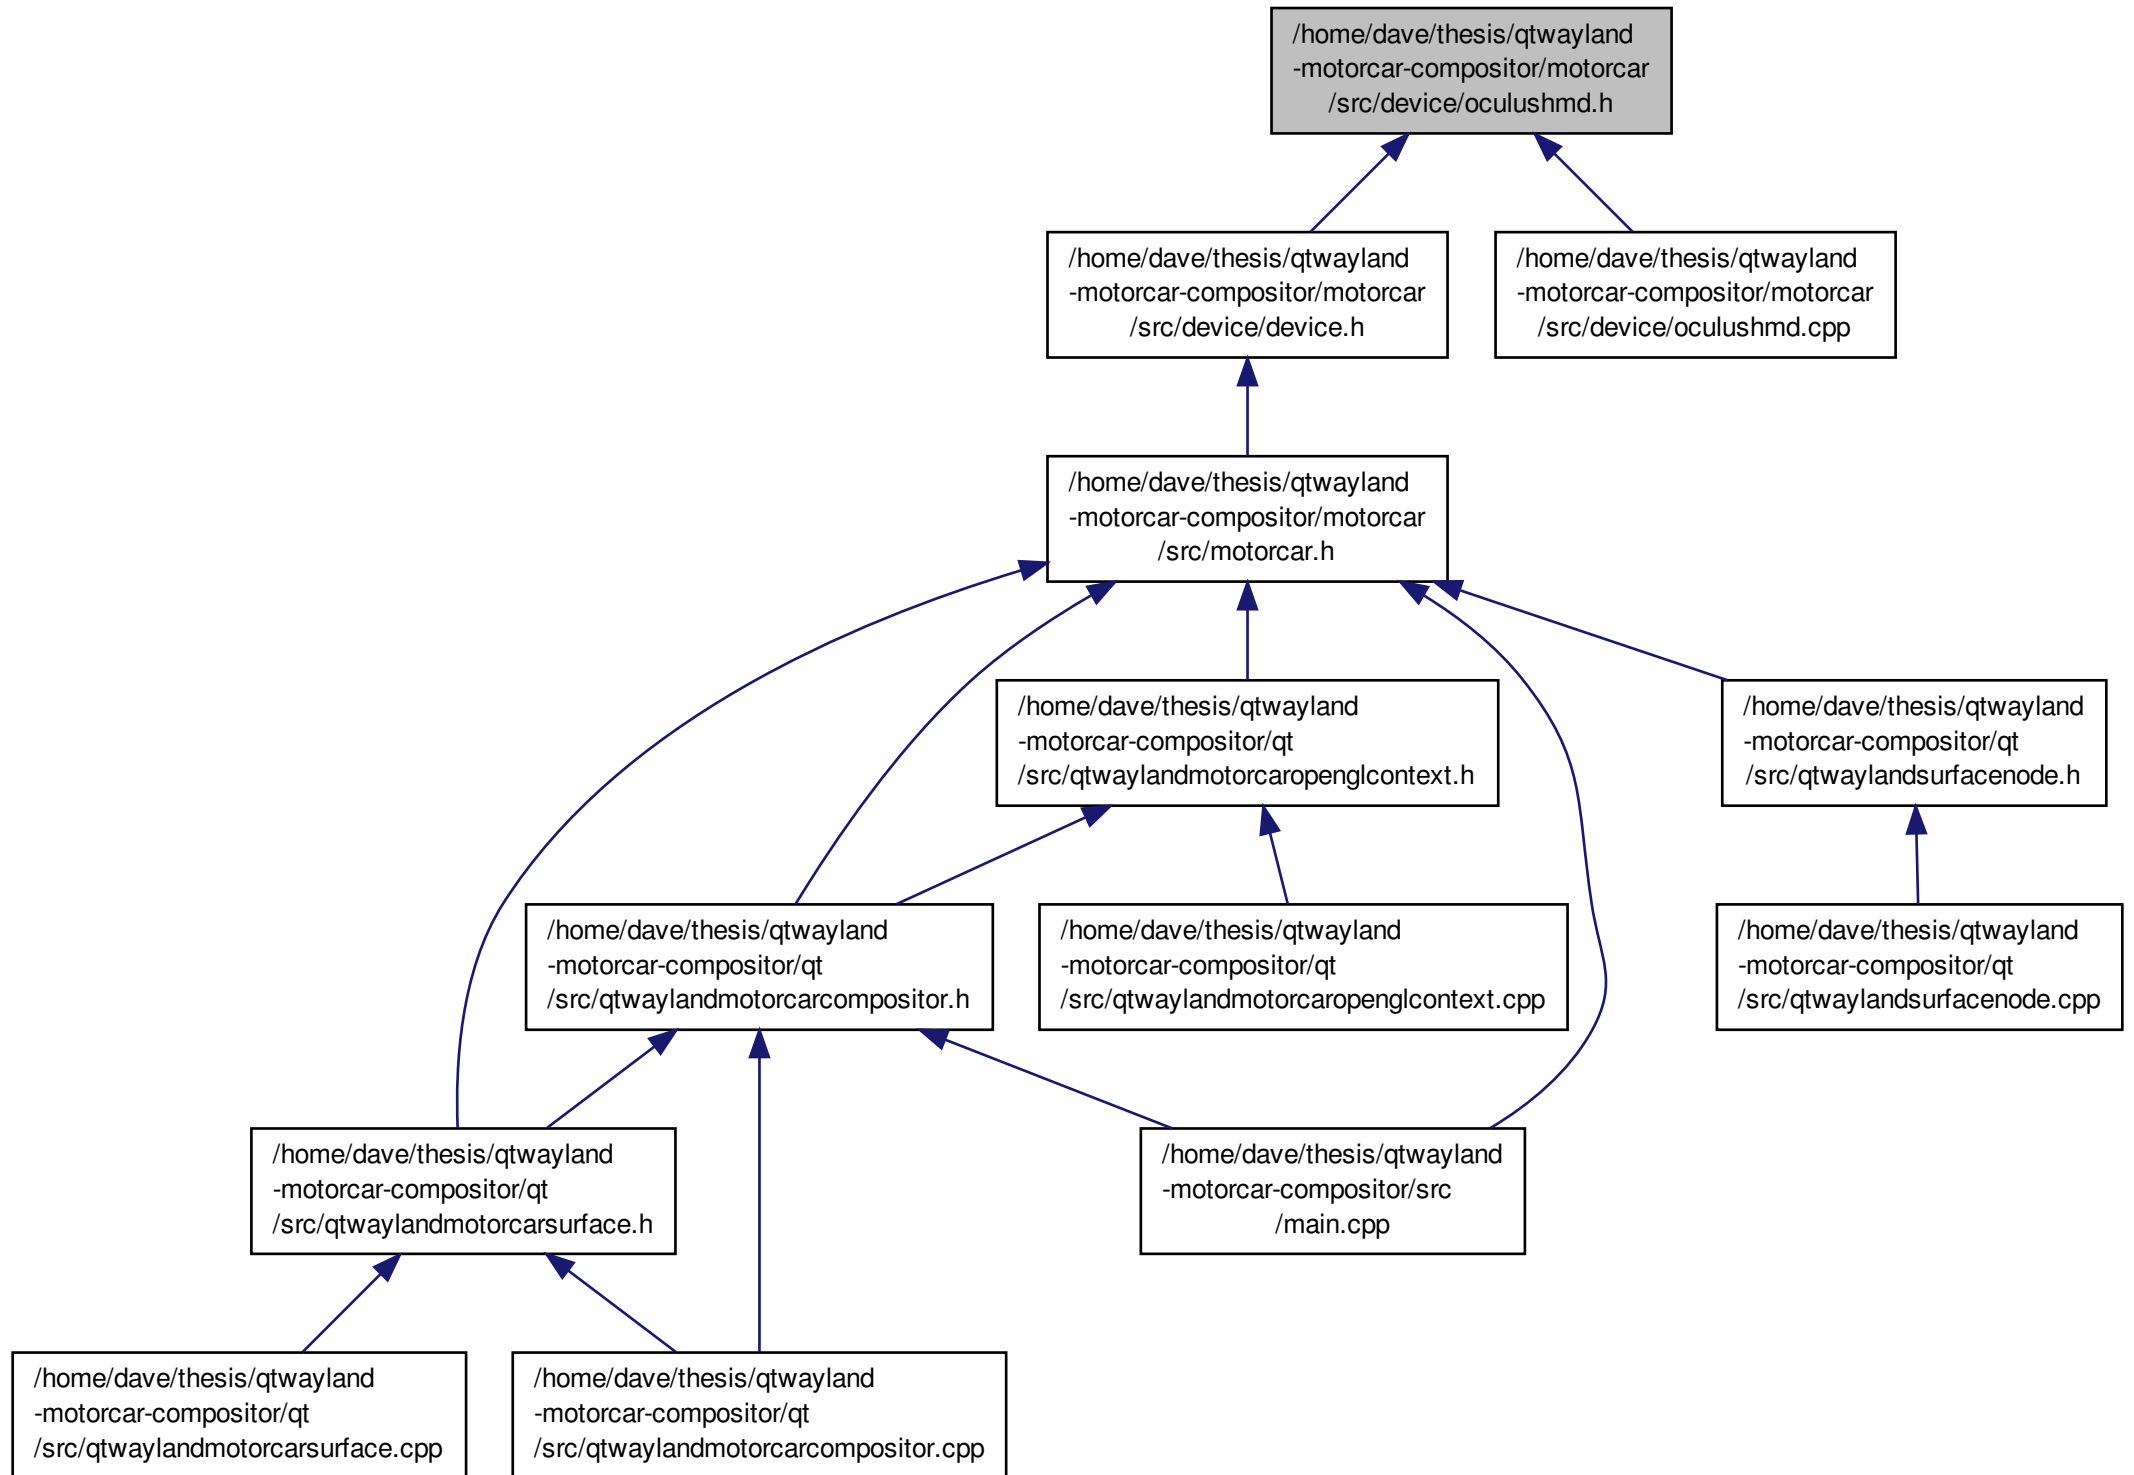 /home/dave/thesis/qtwayland
-motorcar-compositor/motorcar
/src/device/oculushmd.h
/home/dave/thesis/qtwayland
-motorcar-compositor/motorcar
/src/device/device.h
/home/dave/thesis/qtwayland
-motorcar-compositor/motorcar
/src/device/oculushmd.cpp
/home/dave/thesis/qtwayland
-motorcar-compositor/motorcar
/src/motorcar.h
/home/dave/thesis/qtwayland
-motorcar-compositor/qt
/src/qtwaylandmotorcaropenglcontext.h
/home/dave/thesis/qtwayland
-motorcar-compositor/qt
/src/qtwaylandsurfacenode.h
/home/dave/thesis/qtwayland
-motorcar-compositor/qt
/src/qtwaylandmotorcarcompositor.h
/home/dave/thesis/qtwayland
-motorcar-compositor/qt
/src/qtwaylandmotorcaropenglcontext.cpp
/home/dave/thesis/qtwayland
-motorcar-compositor/qt
/src/qtwaylandsurfacenode.cpp
/home/dave/thesis/qtwayland
-motorcar-compositor/qt
/src/qtwaylandmotorcarsurface.h
/home/dave/thesis/qtwayland
-motorcar-compositor/src
/main.cpp
/home/dave/thesis/qtwayland
-motorcar-compositor/qt
/src/qtwaylandmotorcarsurface.cpp
/home/dave/thesis/qtwayland
-motorcar-compositor/qt
/src/qtwaylandmotorcarcompositor.cpp